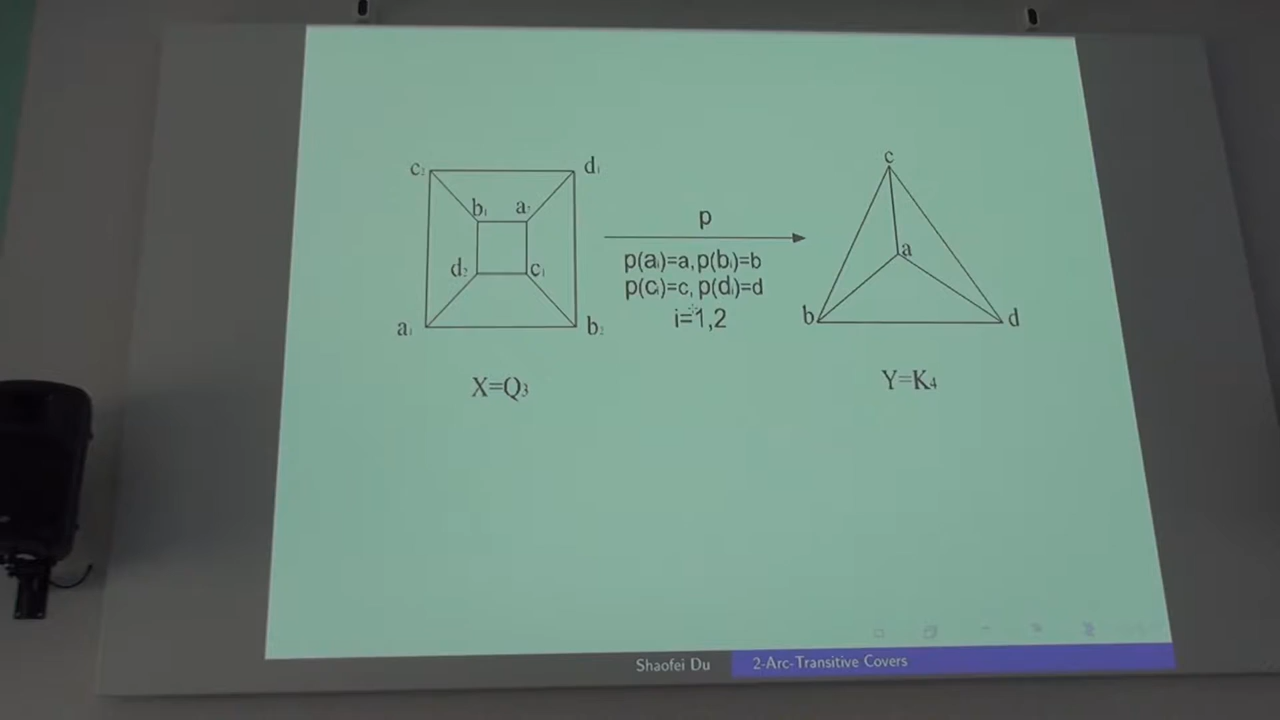 c₂ d₁
b₁ a₂
d₂ c₁
a₁ b₂
X=Q₃
p
p(aᵢ)=a, p(bᵢ)=b
p(cᵢ)=c, p(dᵢ)=d
i=1,2
c
a
b d
Y=K₄
Shaofei Du 2-Arc-Transitive Covers